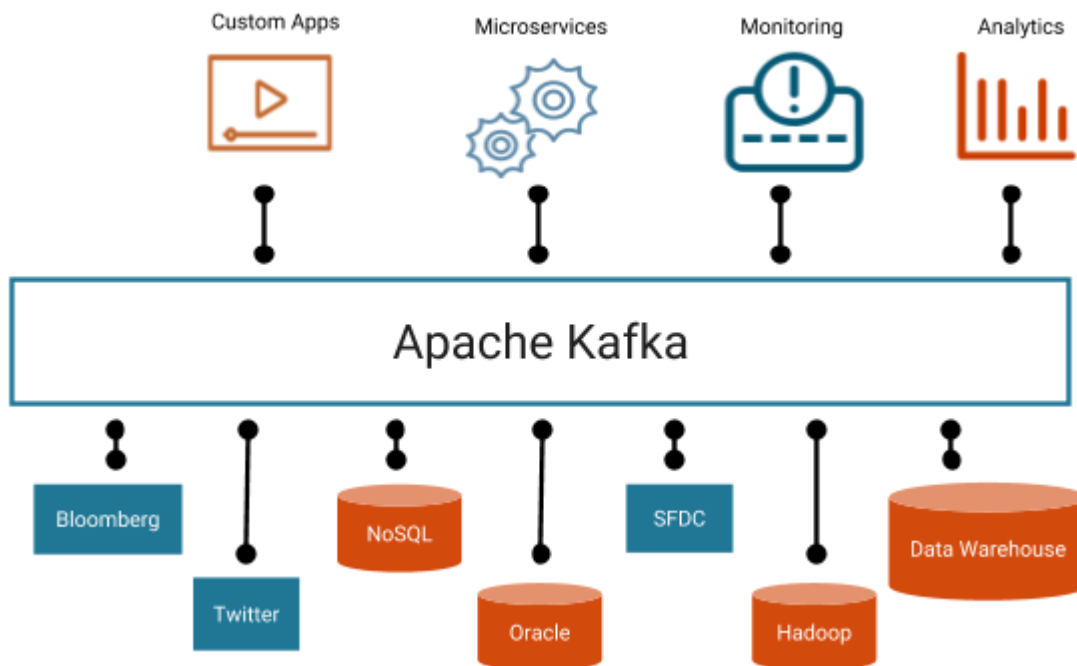 Custom Apps
Microservices
Monitoring
Analytics
Apache Kafka
Bloomberg
Twitter
NoSQL
Oracle
SFDC
Hadoop
Data Warehouse